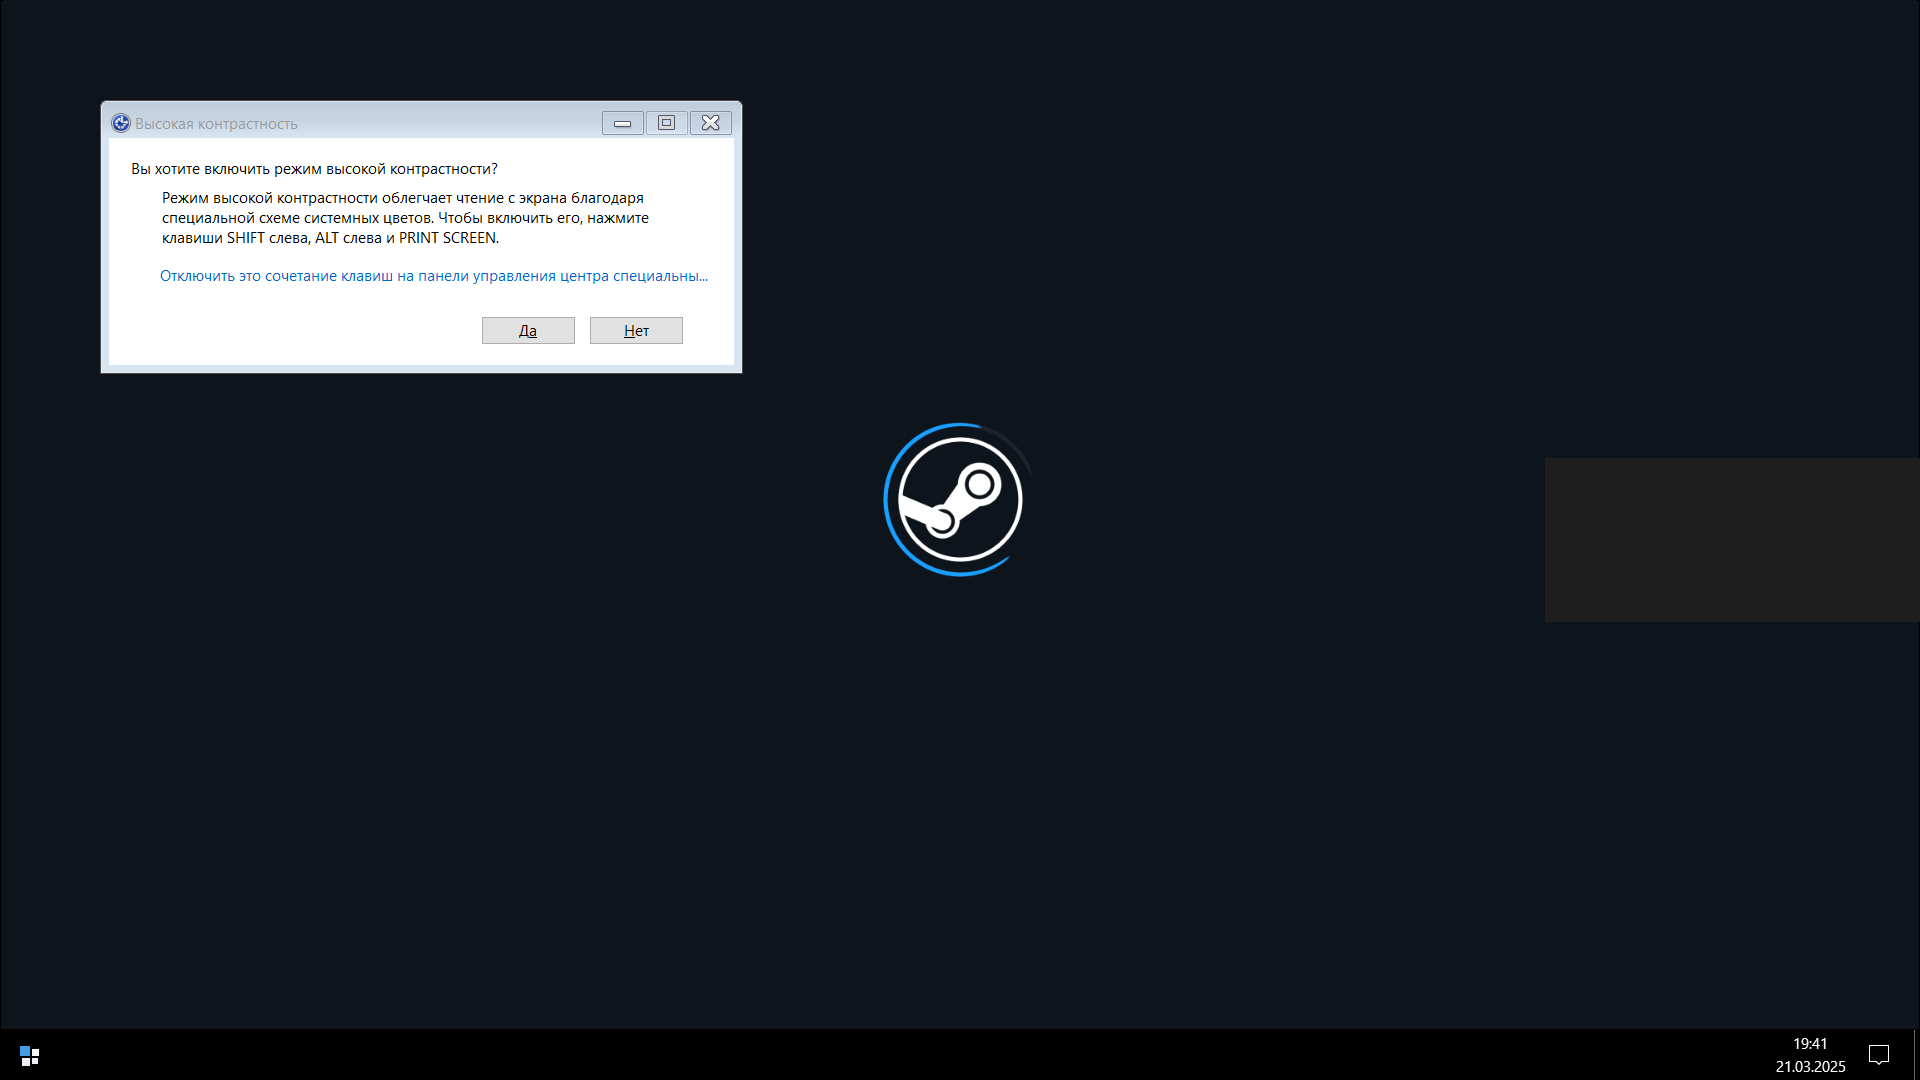 Высокая контрастность
Вы хотите включить режим высокой контрастности?
Режим высокой контрастности облегчает чтение с экрана благодаря
специальной схеме системных цветов. Чтобы включить его, нажмите
клавиши SHIFT слева, ALT слева и PRINT SCREEN.
Отключить это сочетание клавиш на панели управления центра специальны...
Да
Нет
19:41
21.03.2025